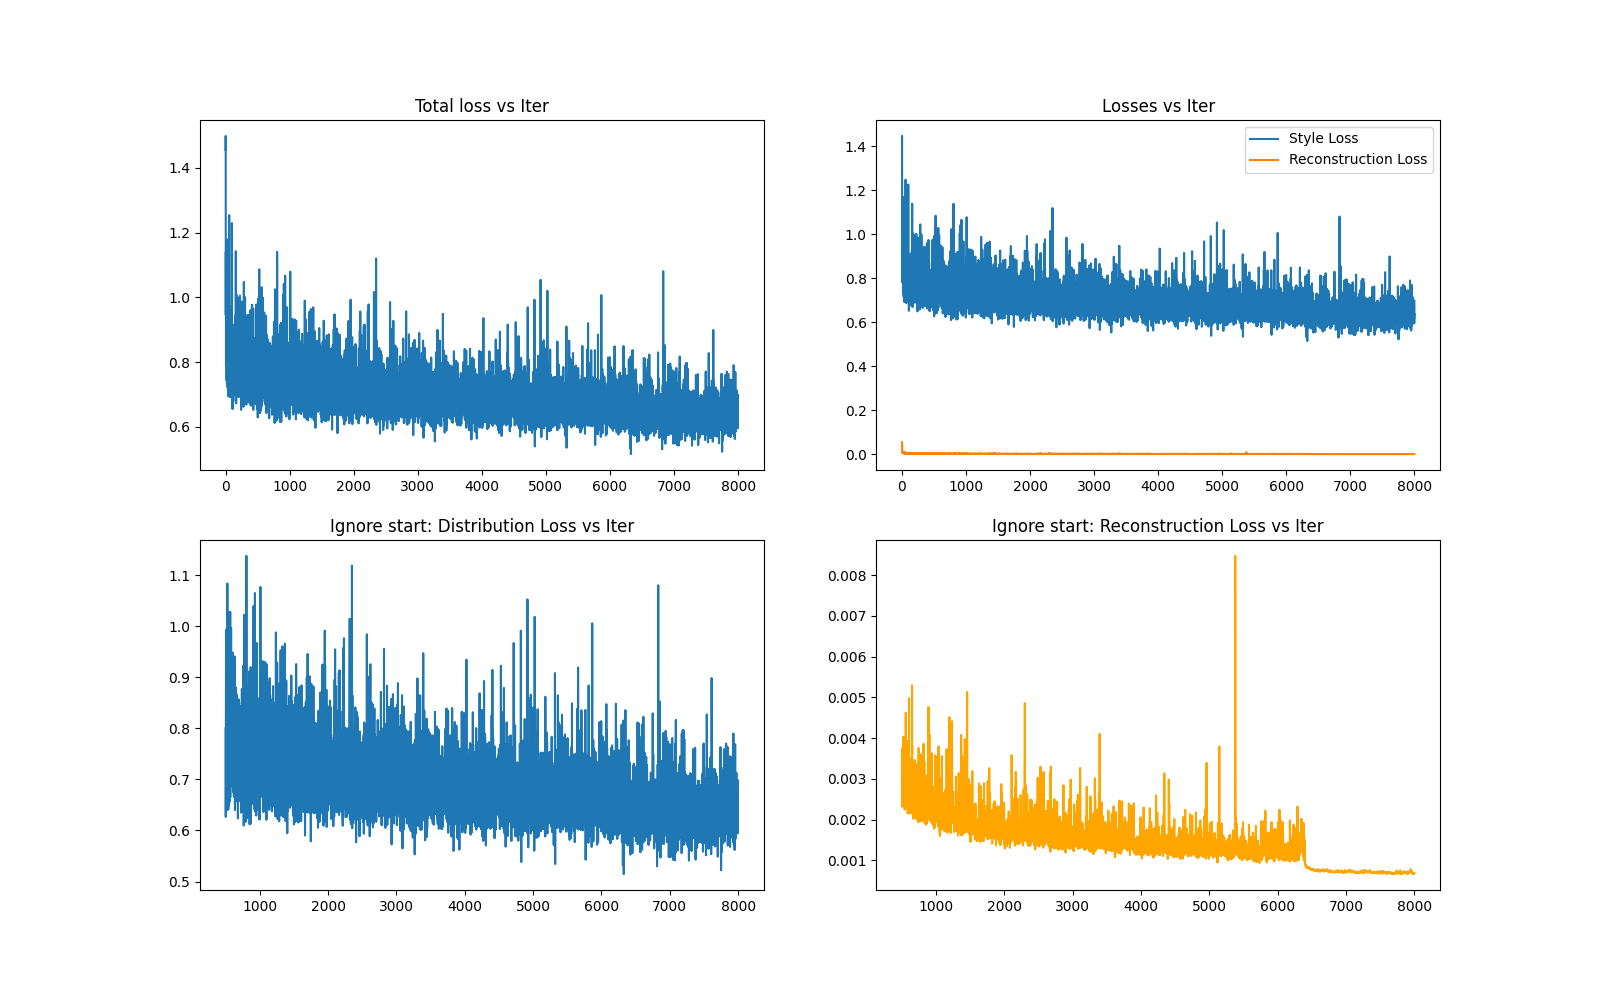 Total loss vs Iter
1.4
1.2
1.0
0.8
0.6
0 1000 2000 3000 4000 5000 6000 7000 8000
Losses vs Iter
Style Loss
Reconstruction Loss
1.4
1.2
1.0
0.8
0.6
0.4
0.2
0.0
0 1000 2000 3000 4000 5000 6000 7000 8000
Ignore start: Distribution Loss vs Iter
1.1
1.0
0.9
0.8
0.7
0.6
0.5
1000 2000 3000 4000 5000 6000 7000 8000
Ignore start: Reconstruction Loss vs Iter
0.008
0.007
0.006
0.005
0.004
0.003
0.002
0.001
1000 2000 3000 4000 5000 6000 7000 8000